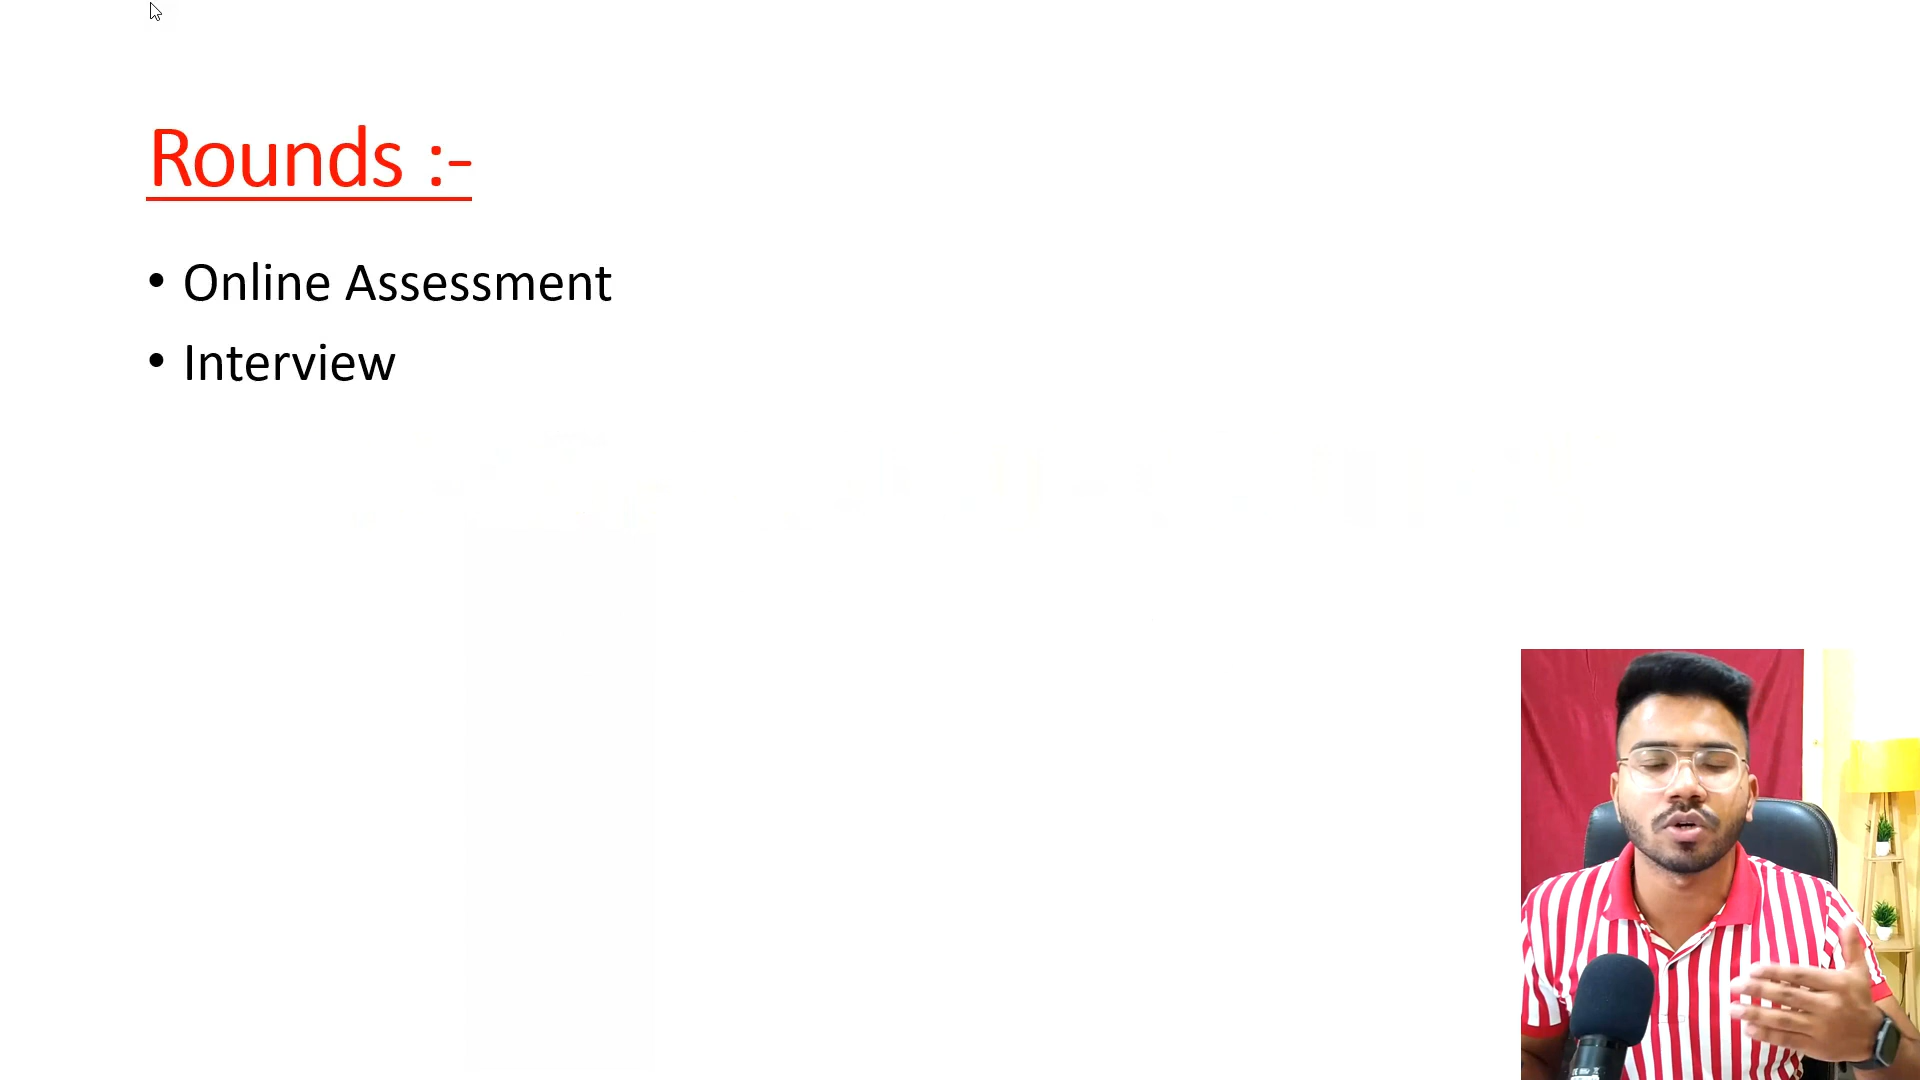 Rounds :-
• Online Assessment
• Interview